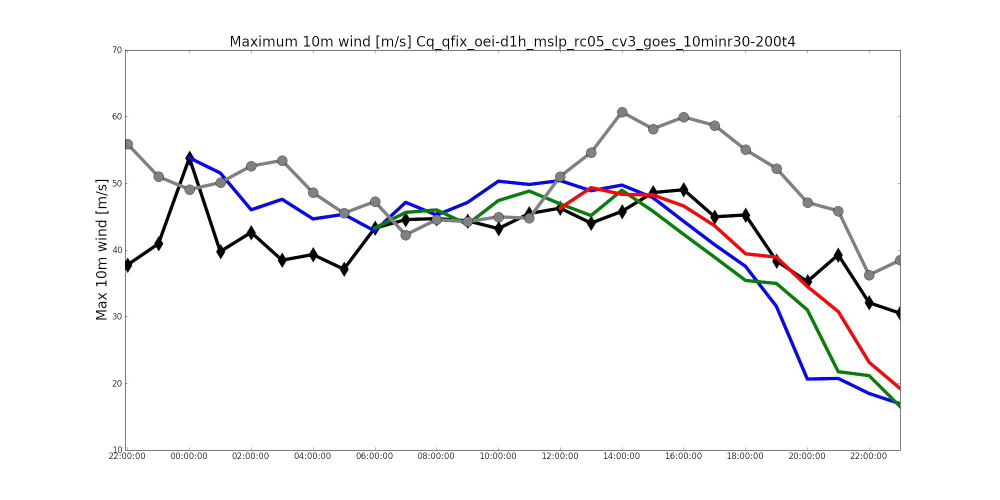 Maximum 10m wind [m/s] Cq_qfix_oei-d1h_mslp_rc05_cv3_goes_10minr30-200t4
70
60
50
40
30
20
10
Max 10m wind [m/s]
22:00:00 00:00:00 02:00:00 04:00:00 06:00:00 08:00:00 10:00:00 12:00:00 14:00:00 16:00:00 18:00:00 20:00:00 22:00:00